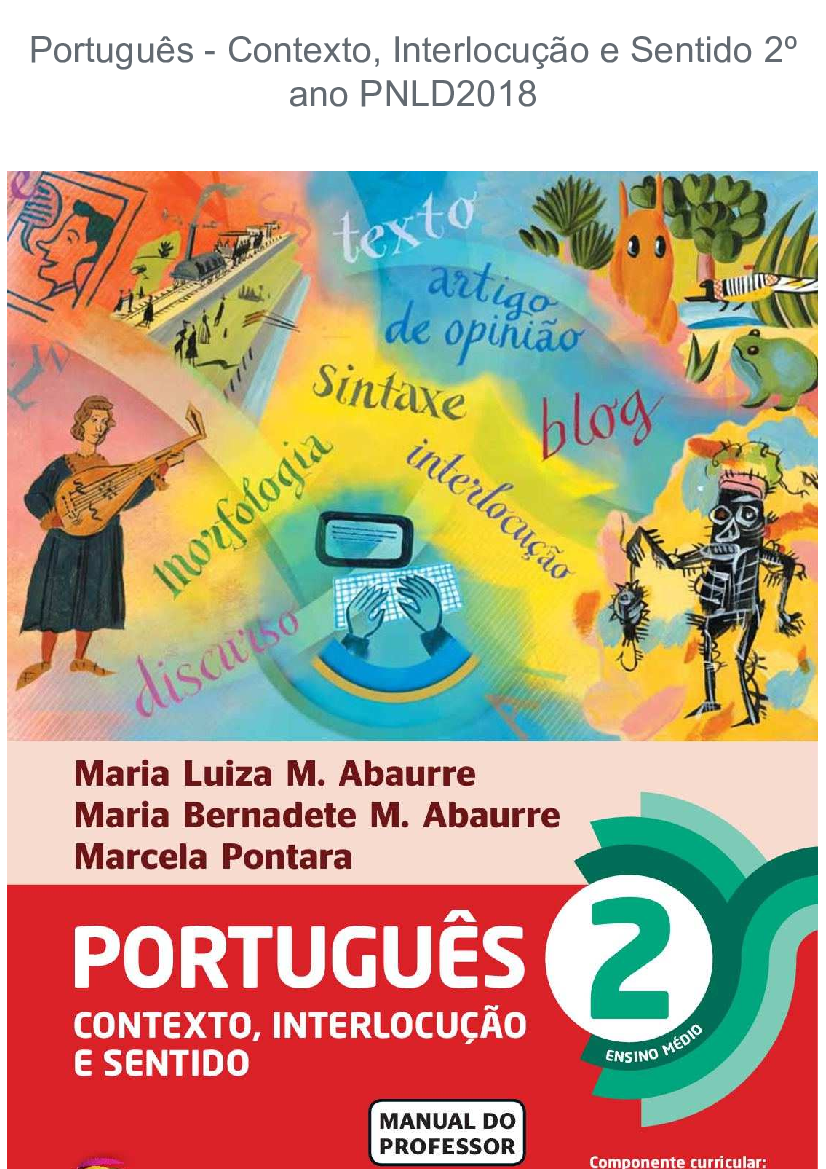 Português - Contexto, Interlocução e Sentido 2º
ano PNLD2018
texto
artigo
de opinião
sintaxe
blog
morfologia
interlocução
discurso
Maria Luiza M. Abaurre
Maria Bernadete M. Abaurre
Marcela Pontara
PORTUGUÊS
2
CONTEXTO, INTERLOCUÇÃO
E SENTIDO
ENSINO MÉDIO
MANUAL DO
PROFESSOR
Componente curricular: